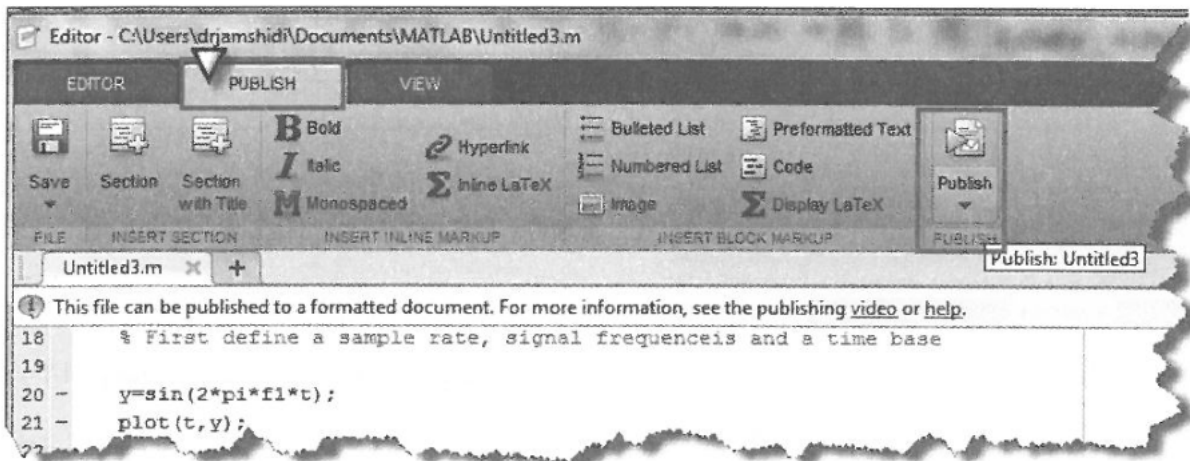 Editor - C:\Users\drjamshidi\Documents\MATLAB\Untitled3.m
EDITOR PUBLISH VIEW
Save
Section
Section with Title
B Bold
I Italic
M Monospaced
Hyperlink
Σ Inline LaTeX
Bulleted List
Numbered List
Image
Preformatted Text
Code
Σ Display LaTeX
Publish
FILE INSERT SECTION INSERT INLINE MARKUP INSERT BLOCK MARKUP PUBLISH
Publish: Untitled3
Untitled3.m × +
This file can be published to a formatted document. For more information, see the publishing video or help.
18 % First define a sample rate, signal frequenceis and a time base
19
20 - y=sin(2*pi*f1*t);
21 - plot(t,y);
22